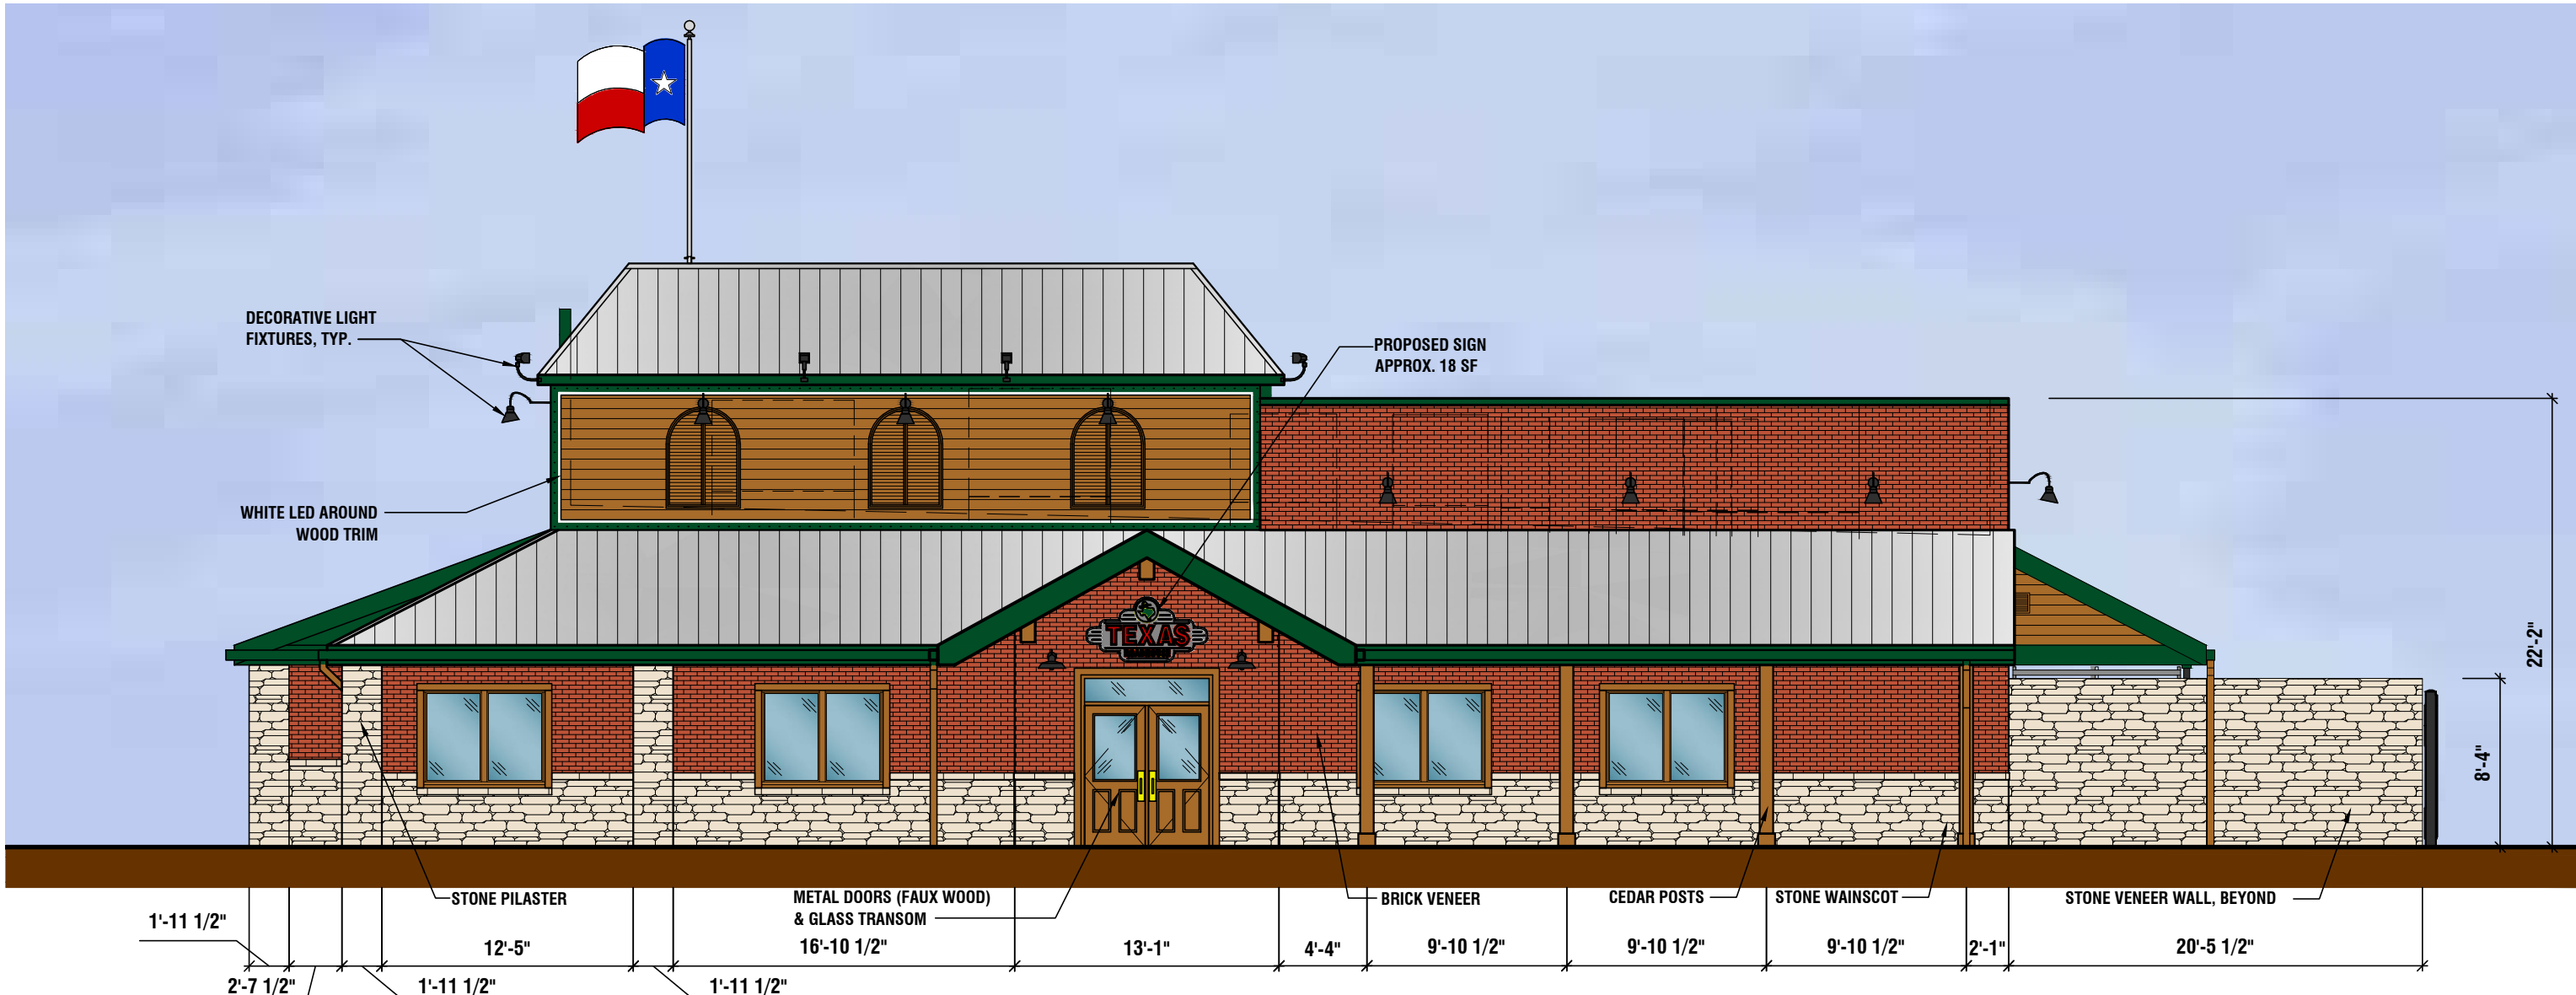 DECORATIVE LIGHT
FIXTURES, TYP.
PROPOSED SIGN
APPROX. 18 SF
WHITE LED AROUND
WOOD TRIM
TEXAS
22'-2"
8'-4"
STONE PILASTER
METAL DOORS (FAUX WOOD)
& GLASS TRANSOM
BRICK VENEER
CEDAR POSTS
STONE WAINSCOT
STONE VENEER WALL, BEYOND
1'-11 1/2"
12'-5"
16'-10 1/2"
13'-1"
4'-4"
9'-10 1/2"
9'-10 1/2"
9'-10 1/2"
2'-1"
20'-5 1/2"
2'-7 1/2"
1'-11 1/2"
1'-11 1/2"